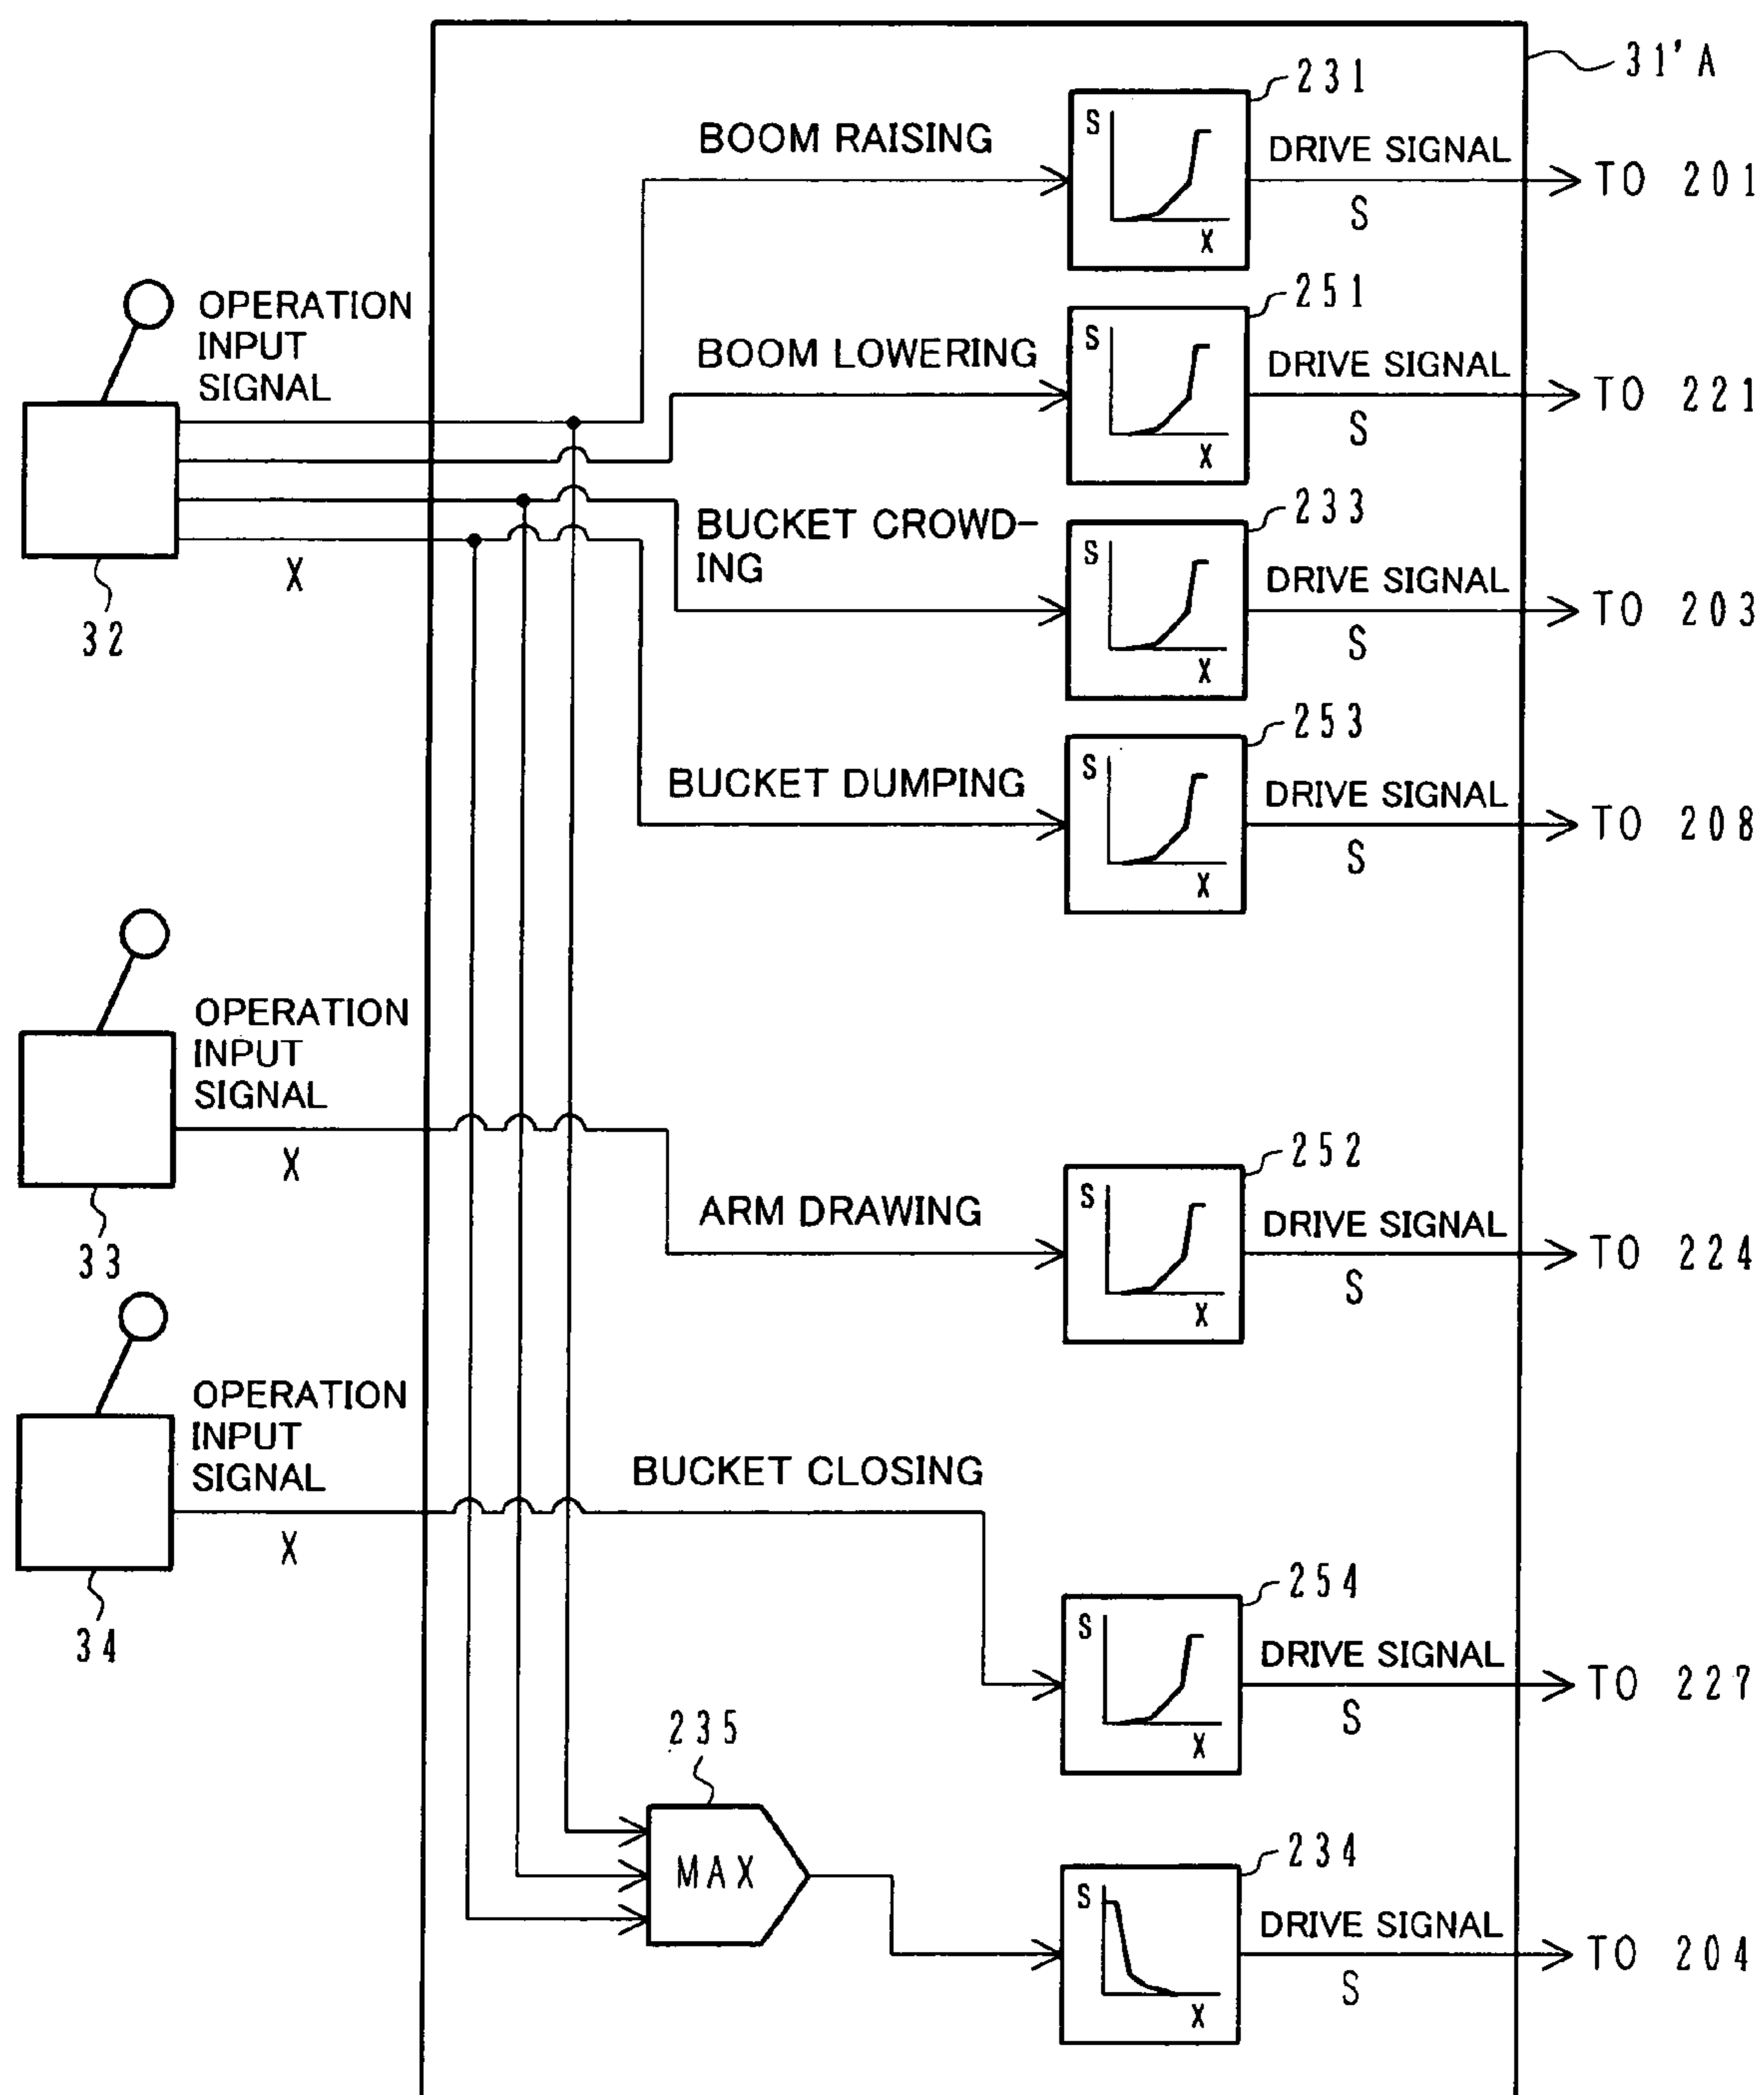 31'A
231
BOOM RAISING
S
X
DRIVE SIGNAL
S
TO 201
OPERATION
INPUT
SIGNAL
X
32
251
BOOM LOWERING
S
X
DRIVE SIGNAL
S
TO 221
233
BUCKET CROWD-
ING
S
X
DRIVE SIGNAL
S
TO 203
253
BUCKET DUMPING
S
X
DRIVE SIGNAL
S
TO 208
OPERATION
INPUT
SIGNAL
X
33
252
ARM DRAWING
S
X
DRIVE SIGNAL
S
TO 224
OPERATION
INPUT
SIGNAL
X
34
BUCKET CLOSING
254
S
X
DRIVE SIGNAL
S
TO 227
235
MAX
234
S
X
DRIVE SIGNAL
S
TO 204